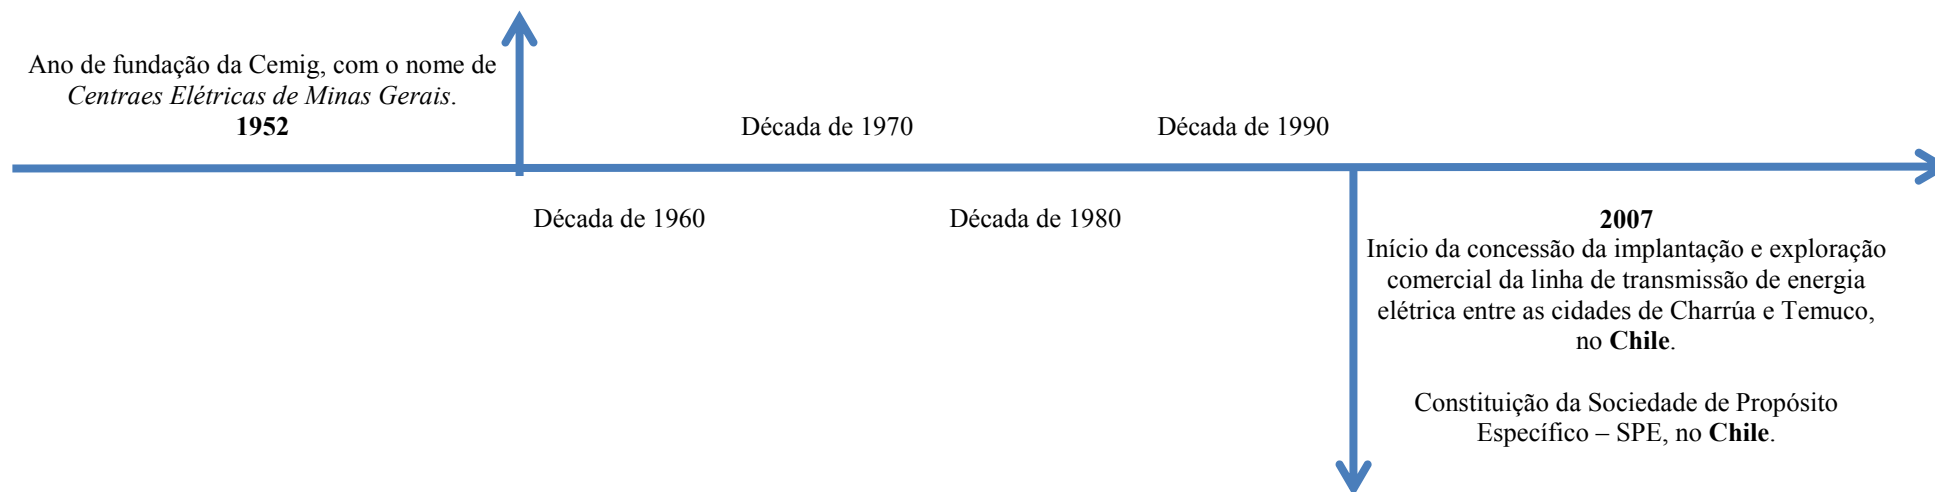 Ano de fundação da Cemig, com o nome de
Centraes Elétricas de Minas Gerais.
1952
Década de 1970
Década de 1990
Década de 1960
Década de 1980
2007
Início da concessão da implantação e exploração
comercial da linha de transmissão de energia
elétrica entre as cidades de Charrúa e Temuco,
no Chile.
Constituição da Sociedade de Propósito
Específico – SPE, no Chile.